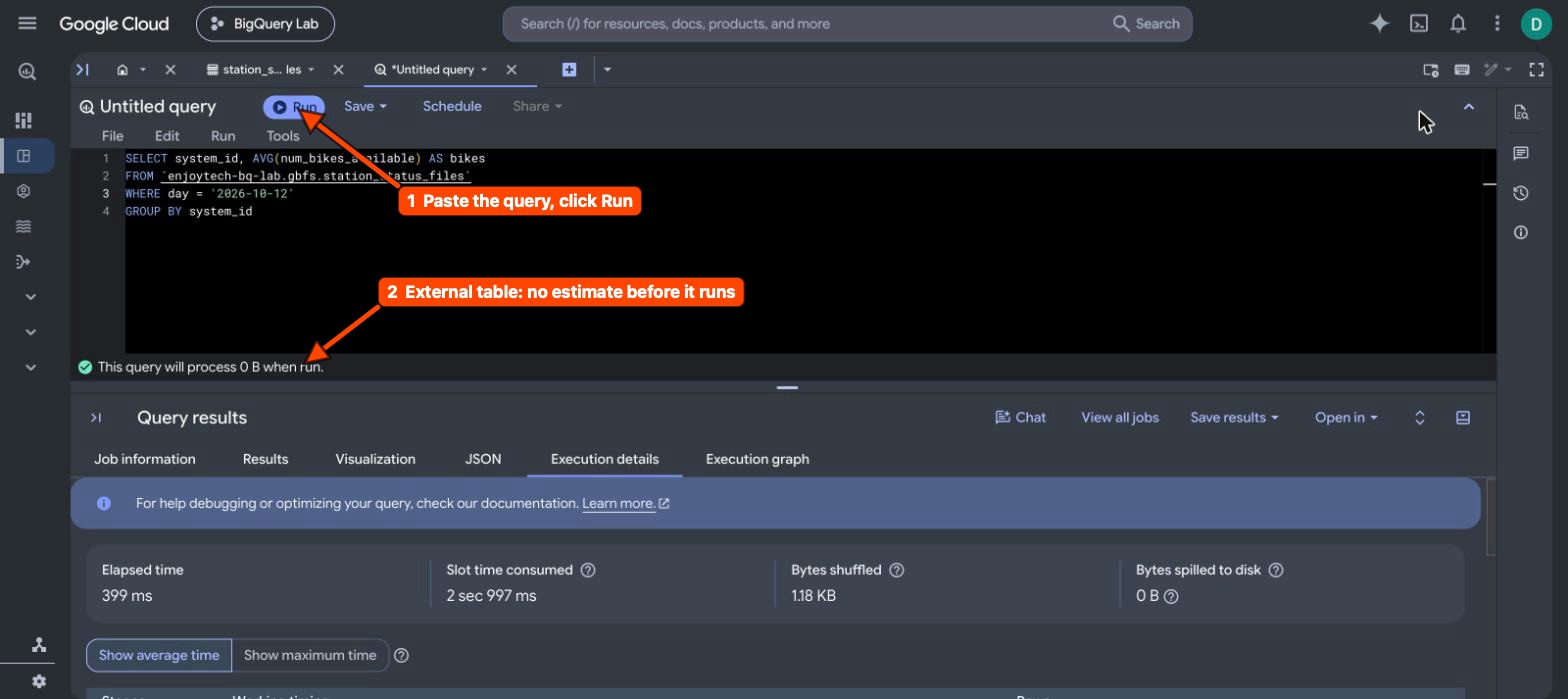 Google Cloud
BigQuery Lab
Search (/) for resources, docs, products, and more
Search
D
station_s... les
*Untitled query
Untitled query
Run
Save
Schedule
Share
File
Edit
Run
Tools
1 SELECT system_id, AVG(num_bikes_available) AS bikes
2 FROM `enjoytech-bq-lab.gbfs.station_status_files`
3 WHERE day = '2026-10-12'
4 GROUP BY system_id
1 Paste the query, click Run
2 External table: no estimate before it runs
This query will process 0 B when run.
Query results
Chat
View all jobs
Save results
Open in
Job information
Results
Visualization
JSON
Execution details
Execution graph
For help debugging or optimizing your query, check our documentation. Learn more.
Elapsed time
399 ms
Slot time consumed
2 sec 997 ms
Bytes shuffled
1.18 KB
Bytes spilled to disk
0 B
Show average time
Show maximum time